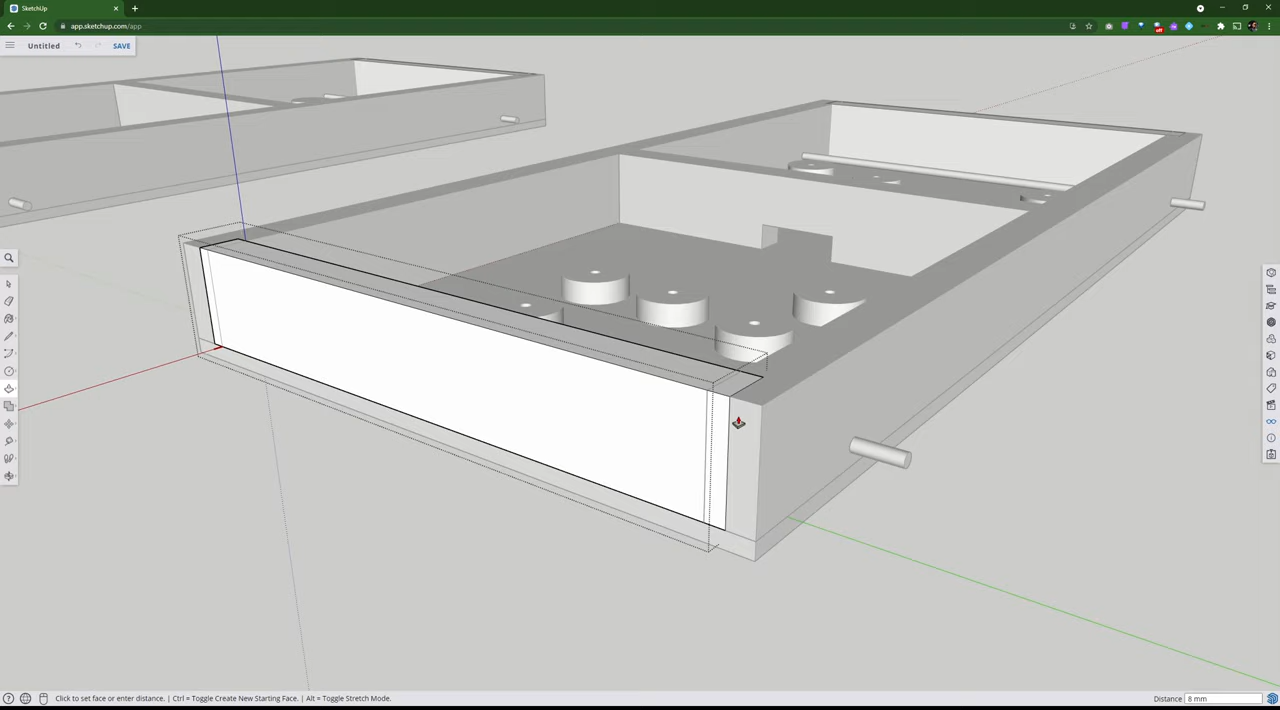 SketchUp
app.sketchup.com/app
off
Untitled
SAVE
Click to set face or enter distance. | Ctrl = Toggle Create New Starting Face. | Alt = Toggle Stretch Mode.
Distance 8 mm